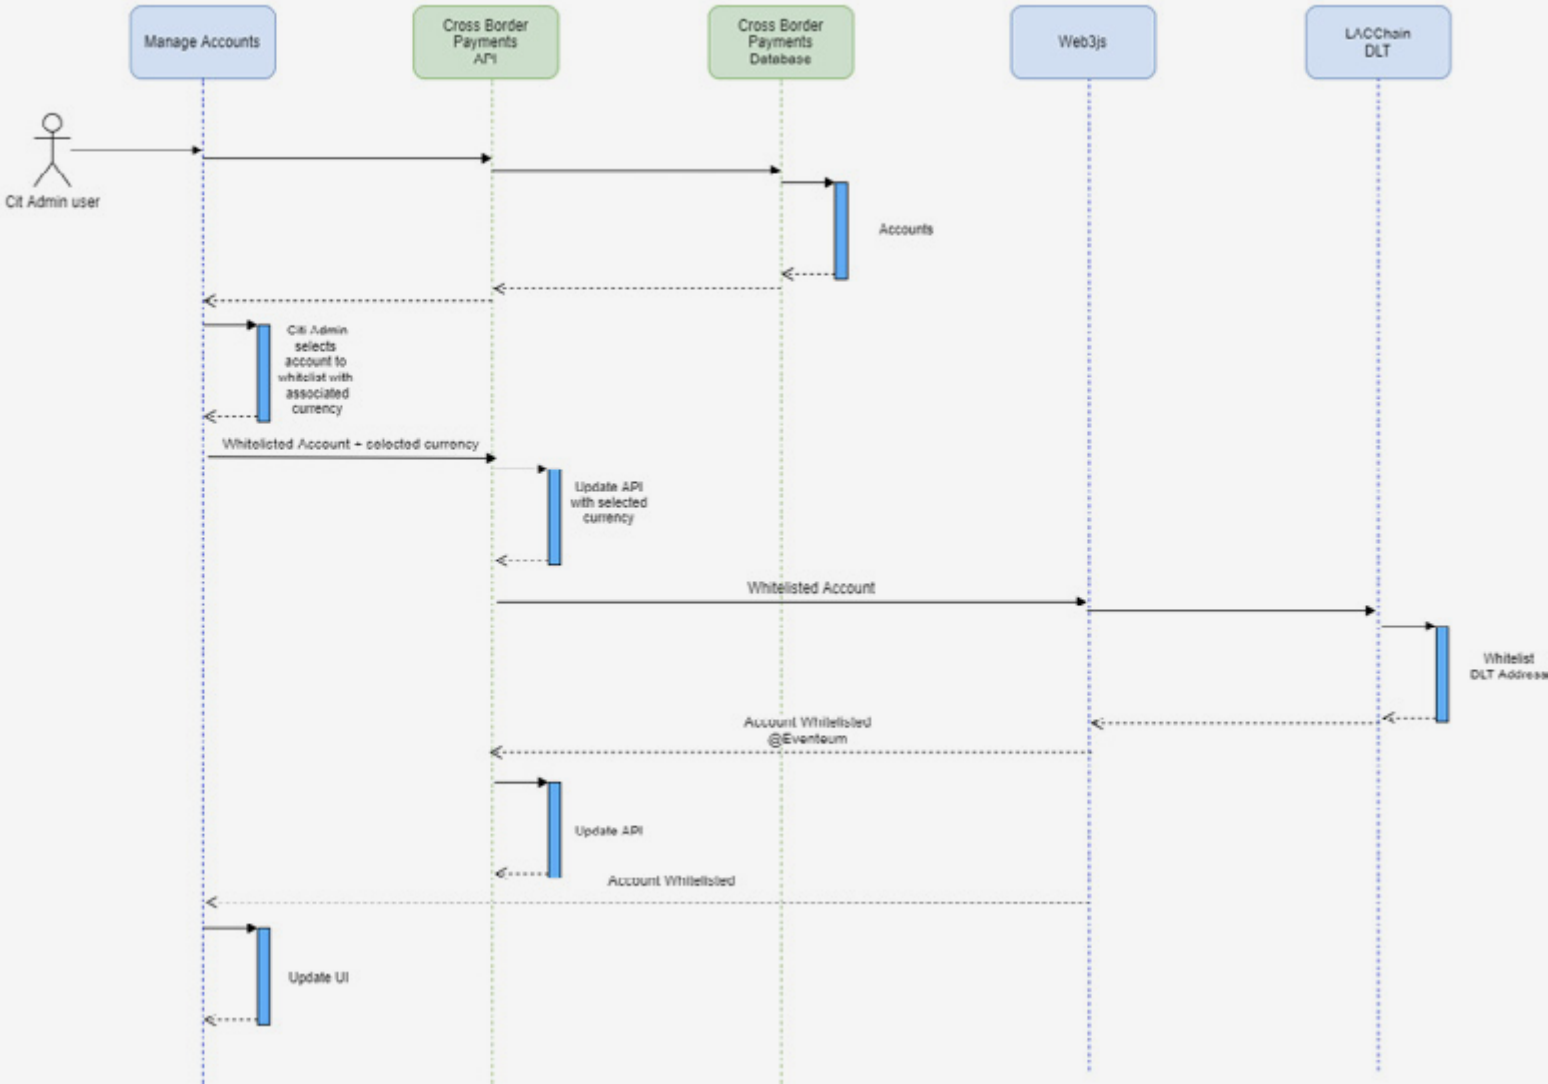 Manage Accounts
Cross Border
Payments
API
Cross Border
Payments
Database
Web3js
LACChain
DLT
Cit Admin user
Accounts
Citi Admin
selects
account to
whitelist with
associated
currency
Whitelisted Account + selected currency
Update API
with selected
currency
Whitelisted Account
Whitelist
DLT Address
Account Whitelisted
@Eventeum
Update API
Account Whitelisted
Update UI